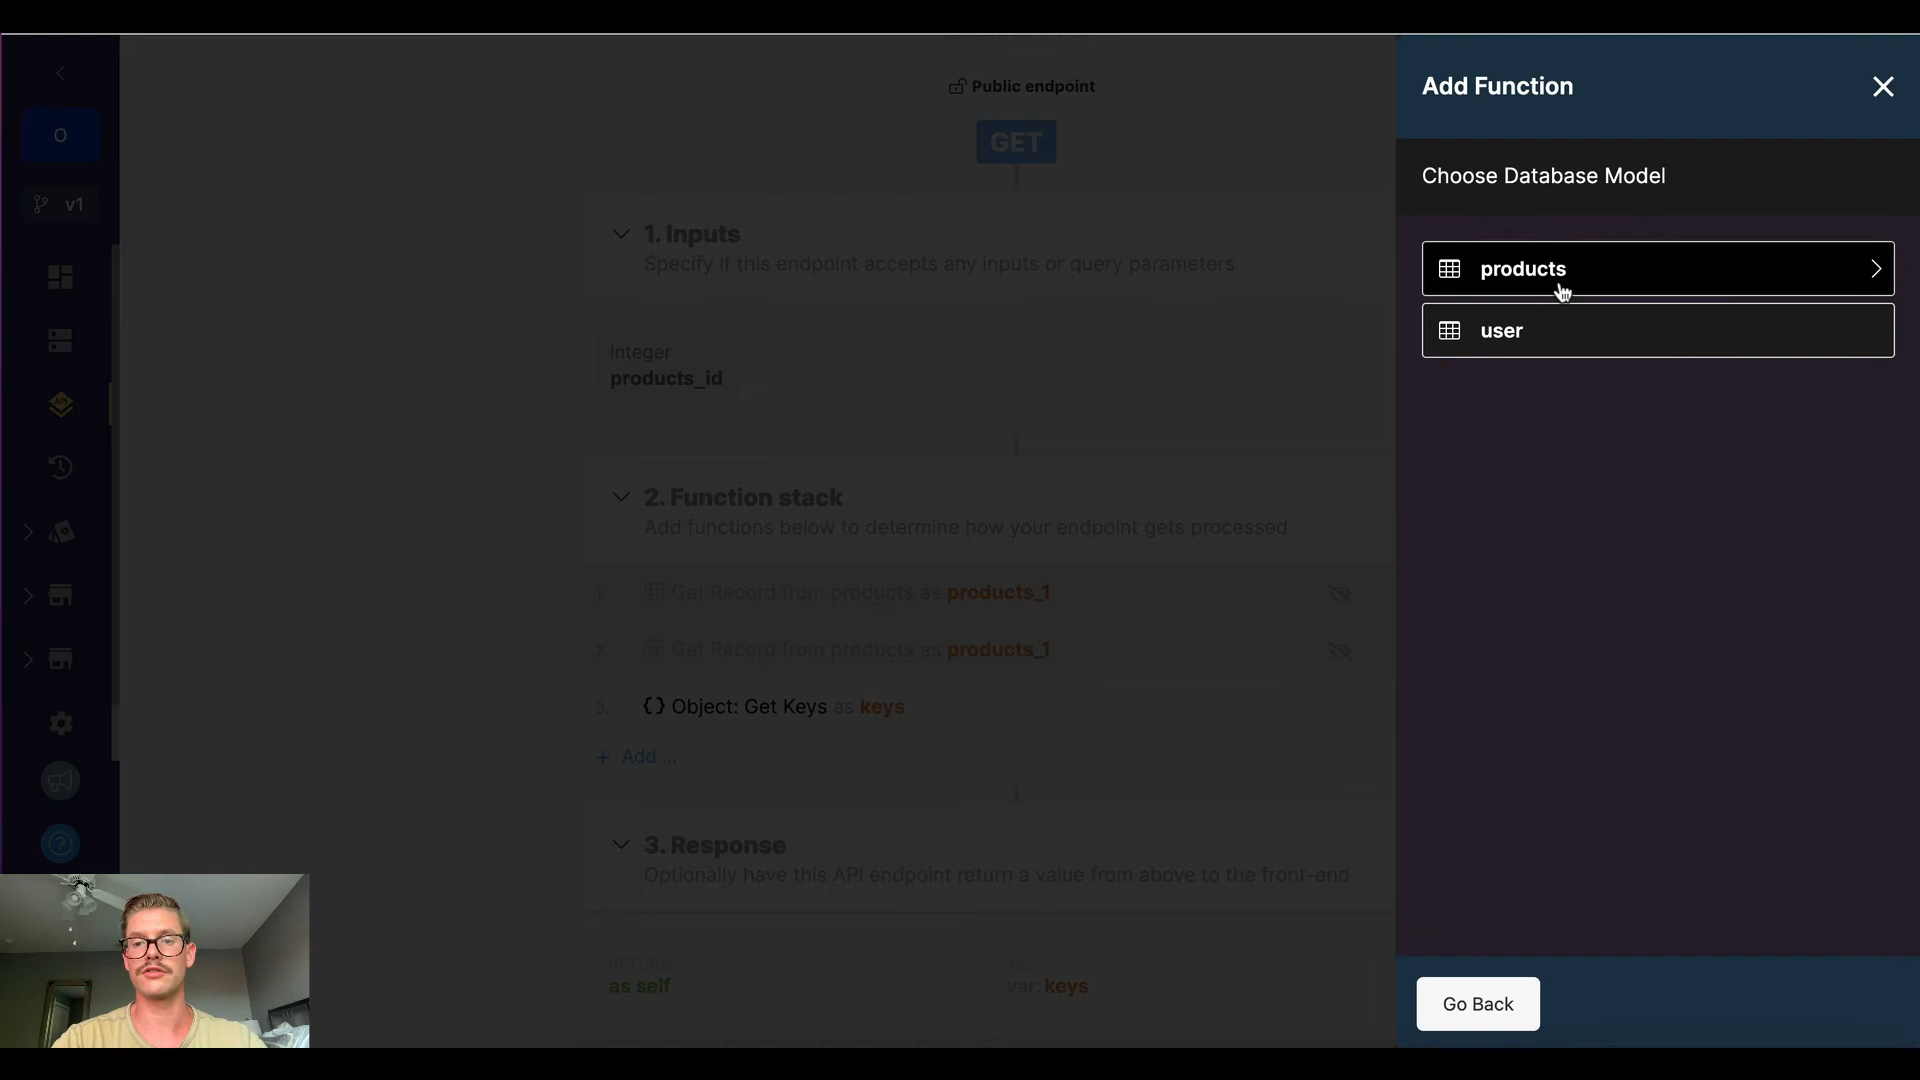 Public endpoint
Add Function
GET
O
Choose Database Model
v1
1. Inputs
Specify if this endpoint accepts any inputs or query parameters
products
user
integer
products_id
API
2. Function stack
Add functions below to determine how your endpoint gets processed
1. Get Record from products as products_1
2. Get Record from products as products_1
3. {} Object: Get Keys as keys
+ Add ...
?
3. Response
Optionally have this API endpoint return a value from above to the front-end
RETURN
AS
as self
var: keys
Go Back